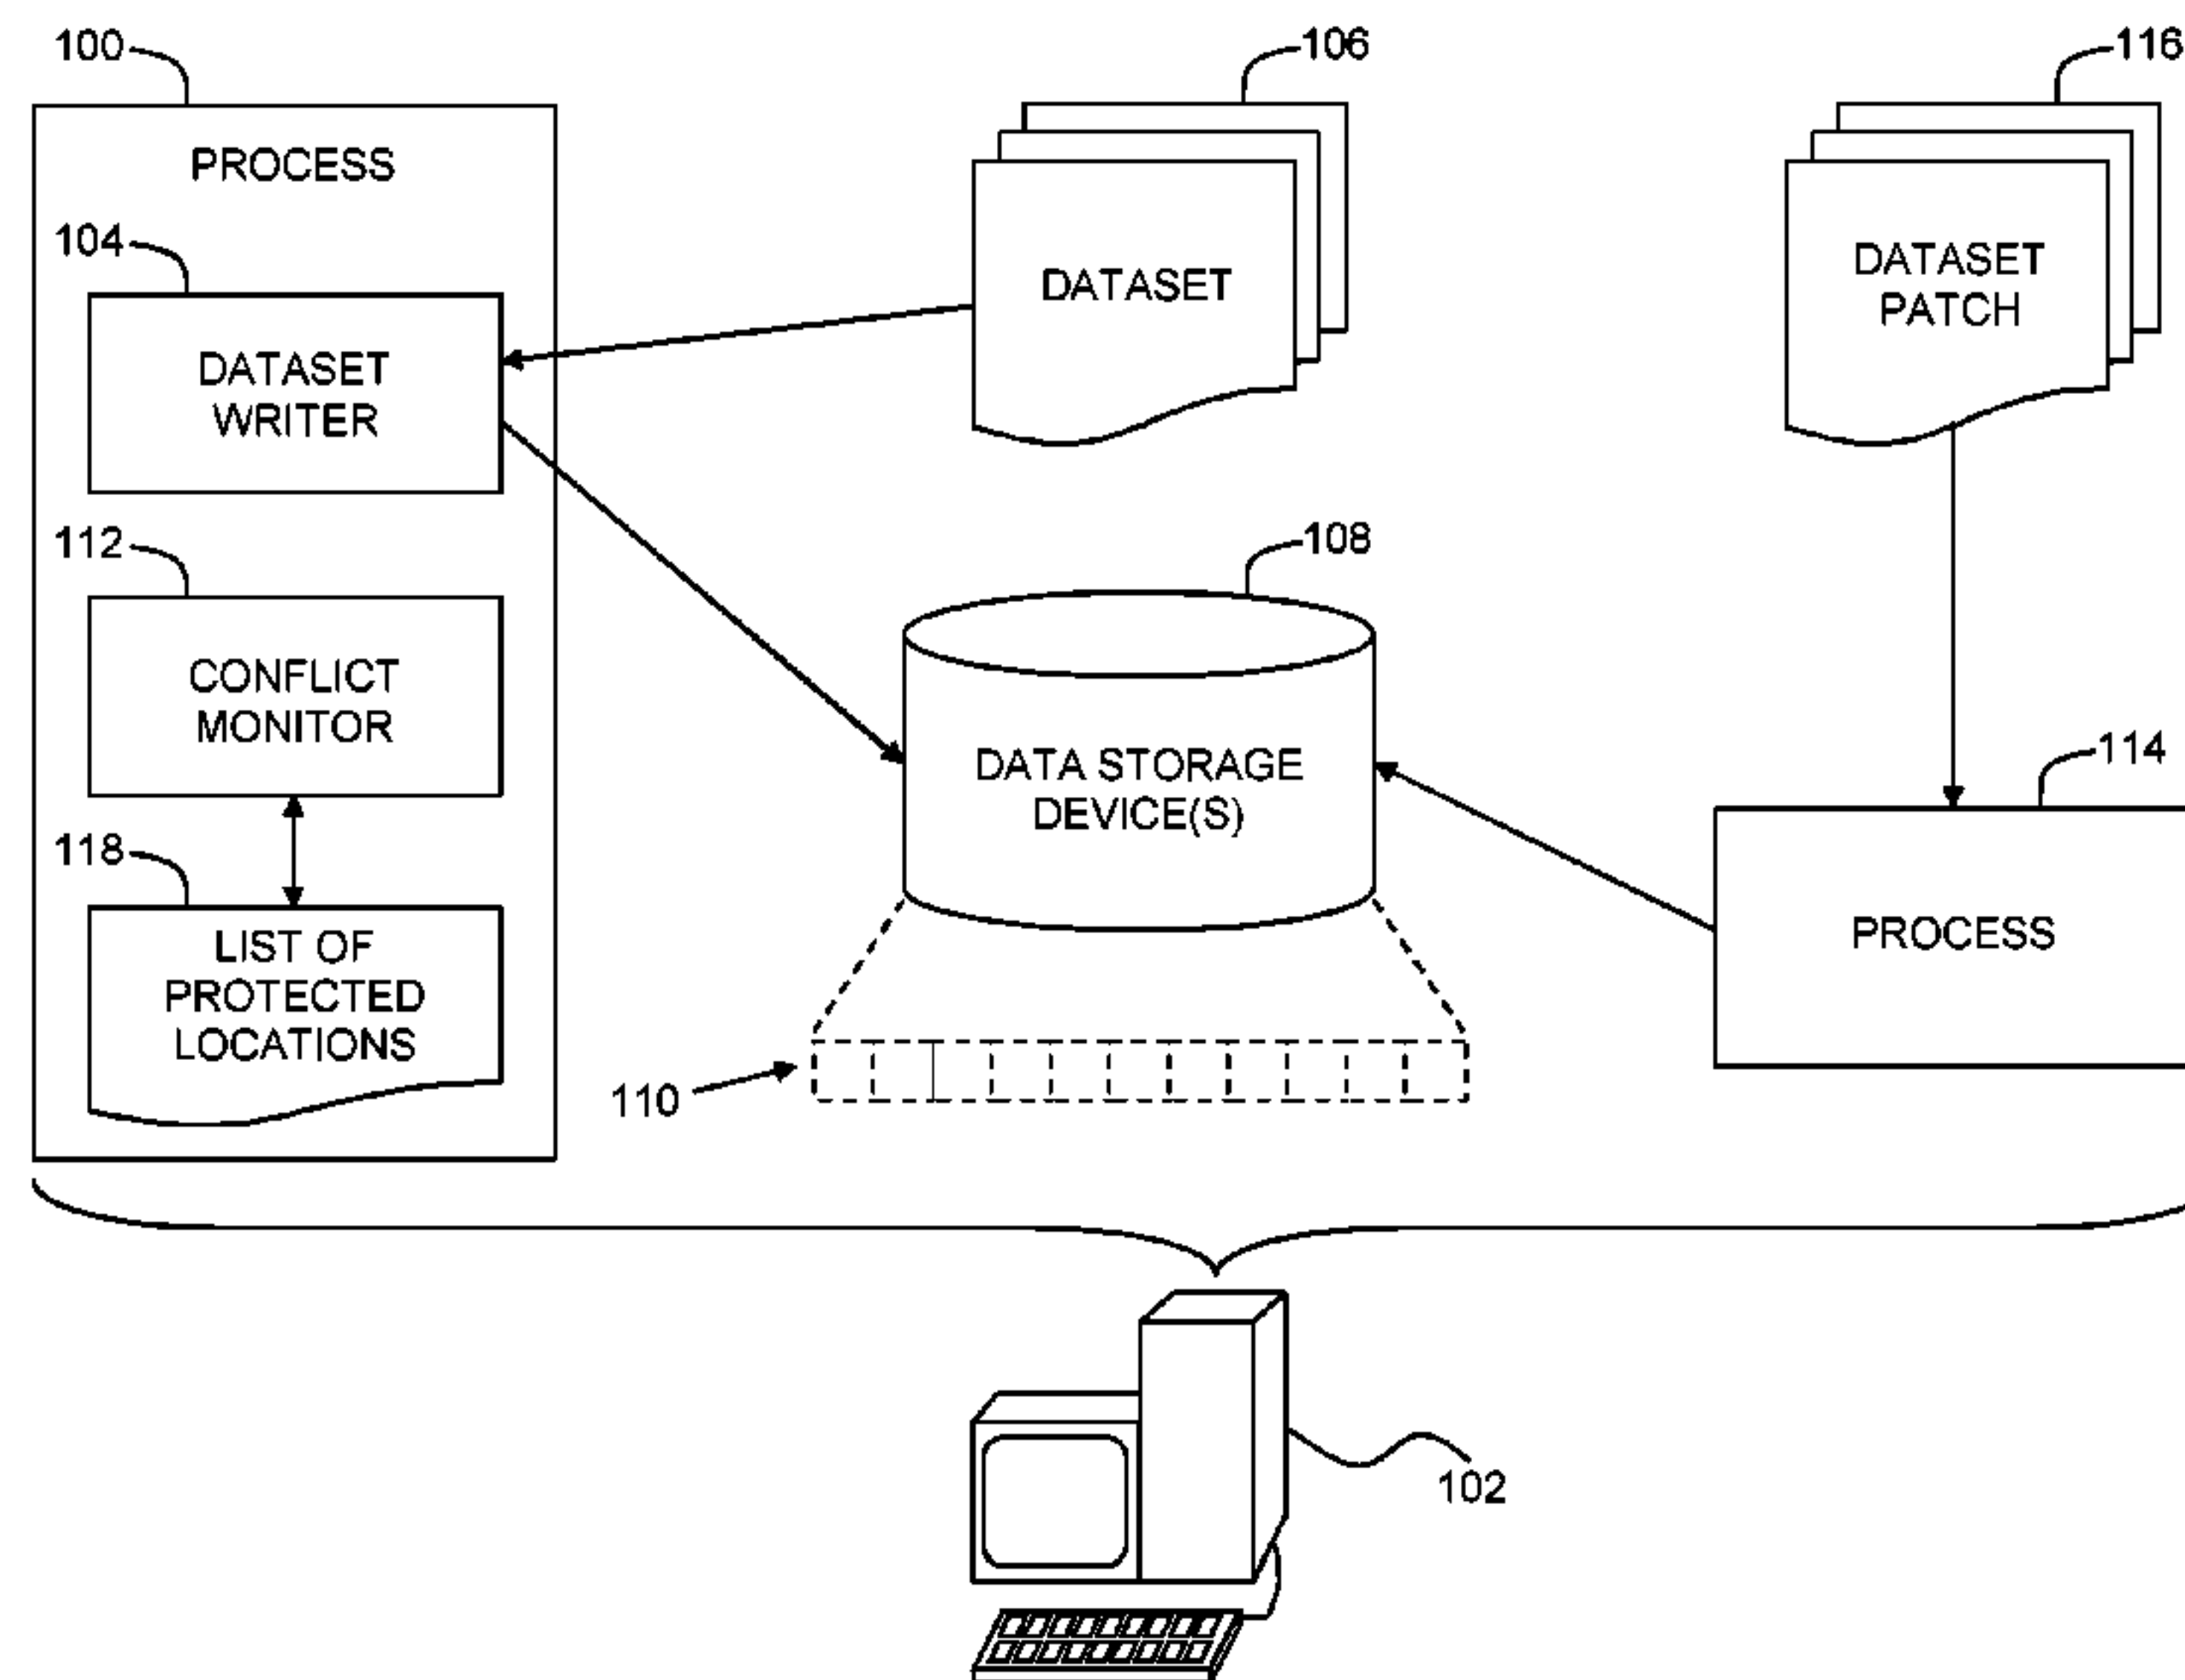 100
106
116
PROCESS
104
DATASET
WRITER
DATASET
DATASET
PATCH
112
CONFLICT
MONITOR
108
DATA STORAGE
DEVICE(S)
114
PROCESS
118
LIST OF
PROTECTED
LOCATIONS
110
102